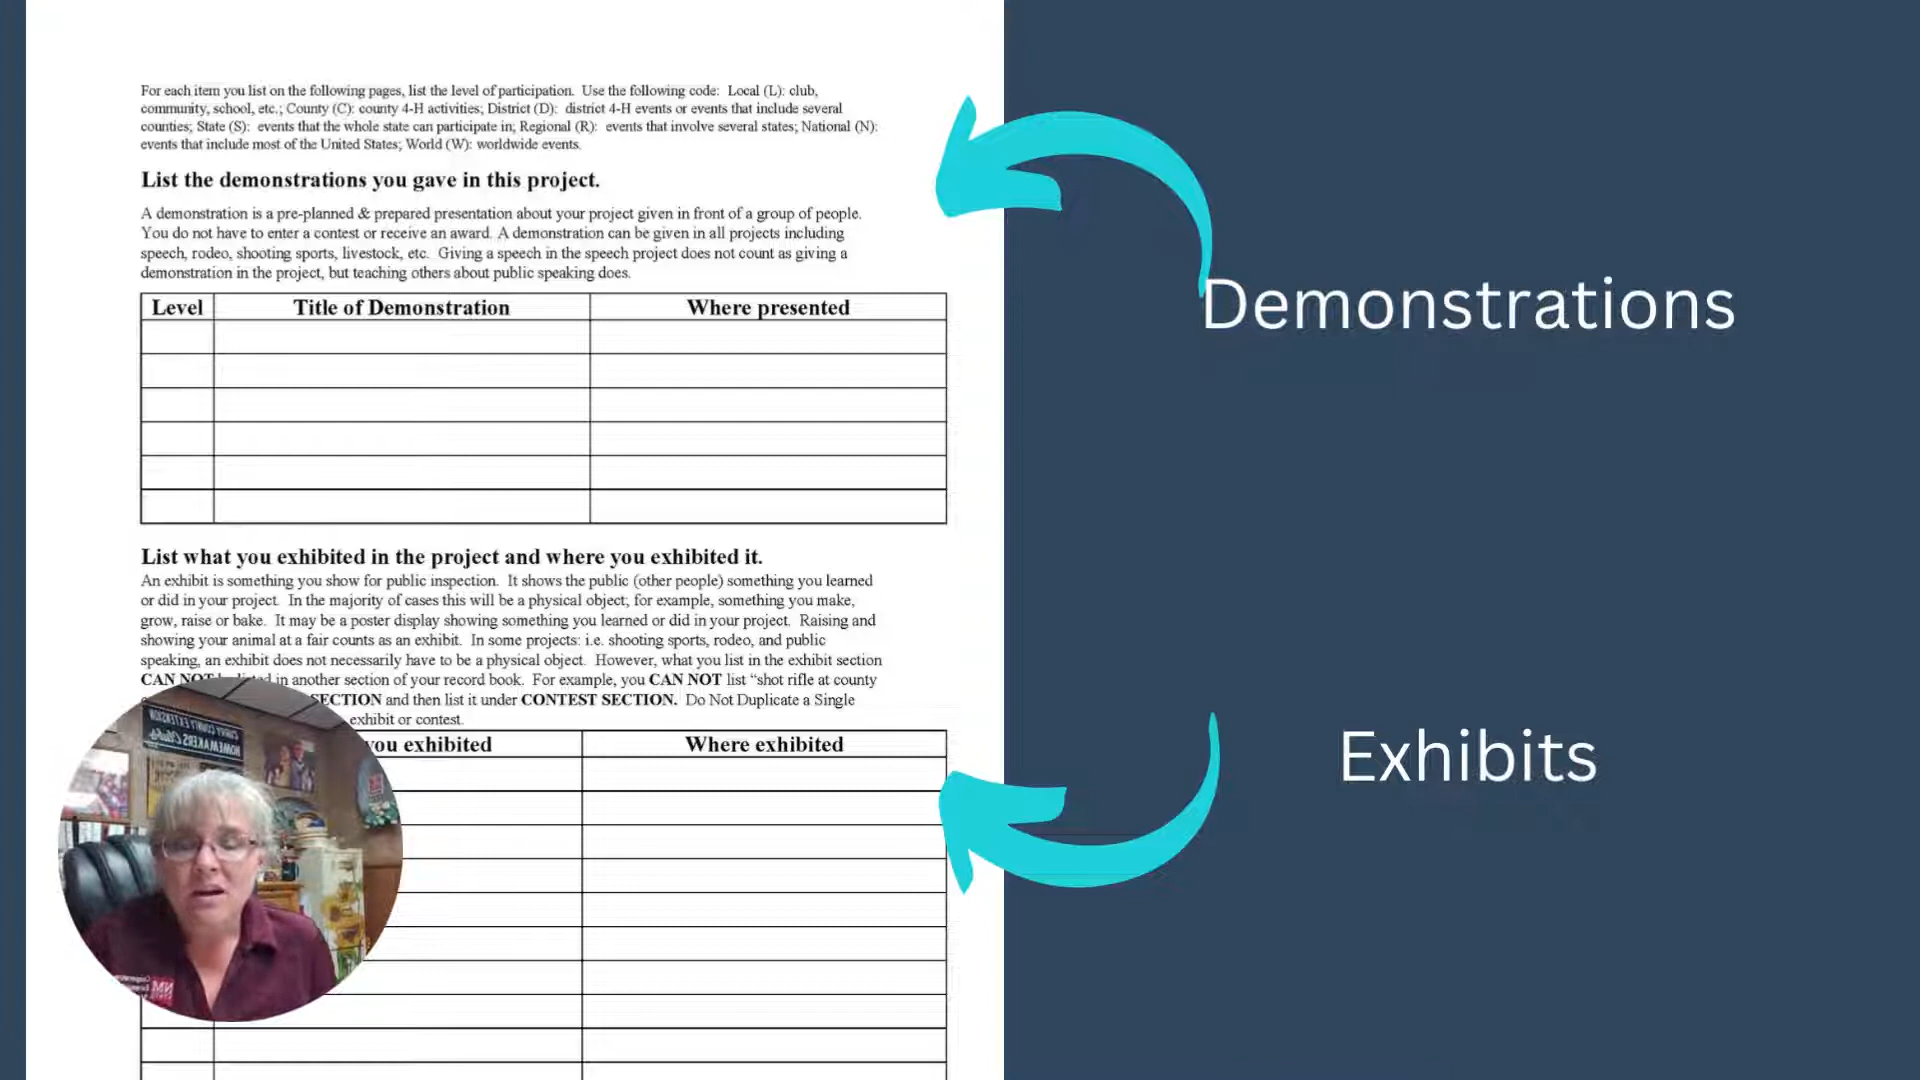 For each item you list on the following pages, list the level of participation.  Use the following code:  Local (L): club,
community, school, etc.; County (C): county 4-H activities; District (D):  district 4-H events or events that include several
counties; State (S):  events that the whole state can participate in; Regional (R):  events that involve several states; National (N):
events that include most of the United States; World (W): worldwide events.
List the demonstrations you gave in this project.
A demonstration is a pre-planned & prepared presentation about your project given in front of a group of people.
You do not have to enter a contest or receive an award. A demonstration can be given in all projects including
speech, rodeo, shooting sports, livestock, etc.  Giving a speech in the speech project does not count as giving a
demonstration in the project, but teaching others about public speaking does.
Level Title of Demonstration Where presented
Demonstrations
List what you exhibited in the project and where you exhibited it.
An exhibit is something you show for public inspection.  It shows the public (other people) something you learned
or did in your project.  In the majority of cases this will be a physical object; for example, something you make,
grow, raise or bake.  It may be a poster display showing something you learned or did in your project.  Raising and
showing your animal at a fair counts as an exhibit.  In some projects: i.e. shooting sports, rodeo, and public
speaking, an exhibit does not necessarily have to be a physical object.  However, what you list in the exhibit section
CAN NOT in another section of your record book.  For example, you CAN NOT list “shot rifle at county
SECTION and then list it under CONTEST SECTION.  Do Not Duplicate a Single
exhibit or contest.
you exhibited Where exhibited
Exhibits
CURRY COUNTY EXTENSION
HOMEMAKERS Clubs
NM